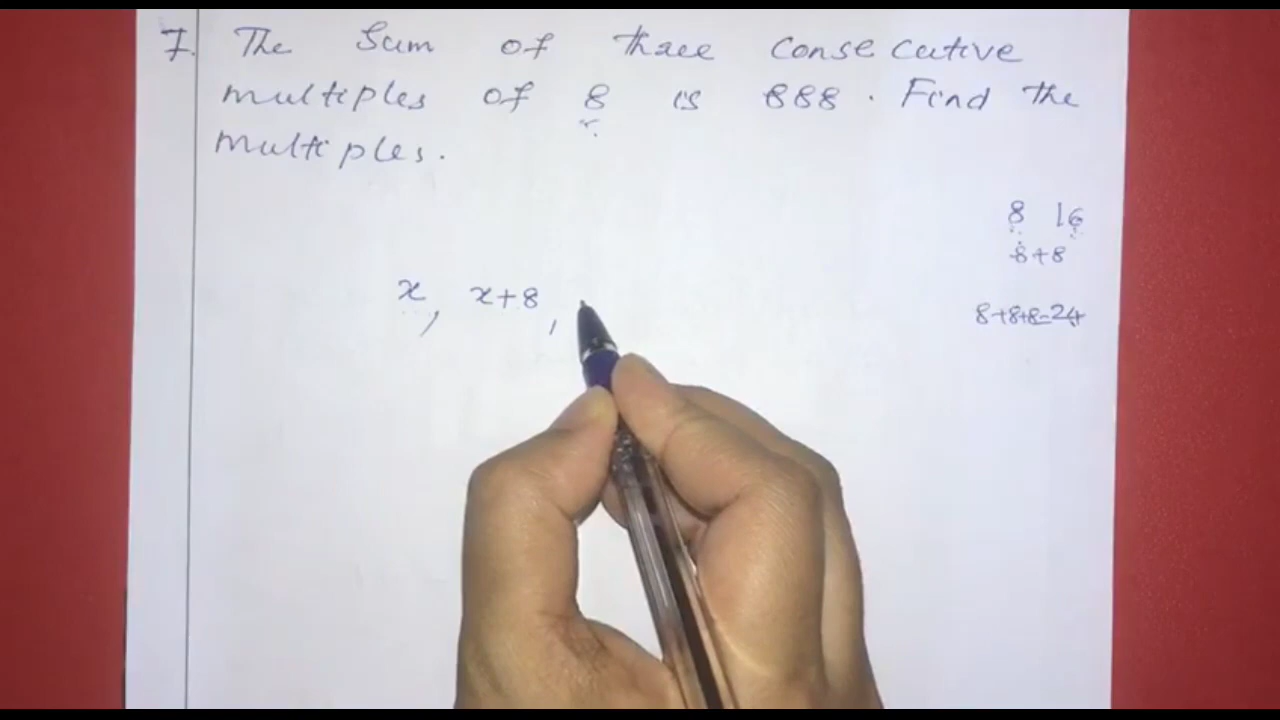 7. The Sum of three consecutive
multiples of 8 is 888. Find the
multiples.
8 16
8+8
x, x+8,
8+8+8=24